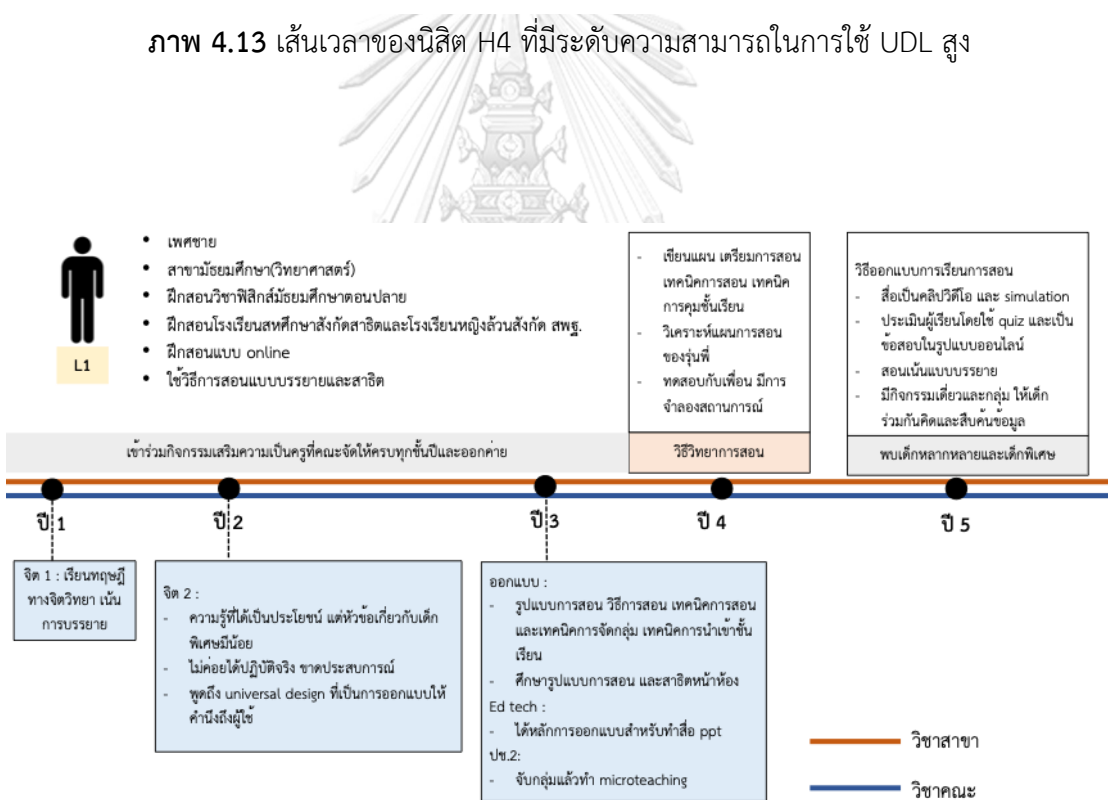 ภาพ 4.13 เส้นเวลาของนิสิต H4 ที่มีระดับความสามารถในการใช้ UDL สูง
L1
• เพศชาย
• สาขามัธยมศึกษา(วิทยาศาสตร์)
• ฝึกสอนวิชาฟิสิกส์มัธยมศึกษาตอนปลาย
• ฝึกสอนโรงเรียนสหศึกษาสังกัดสาธิตและโรงเรียนหญิงล้วนสังกัด สพฐ.
• ฝึกสอนแบบ online
• ใช้วิธีการสอนแบบบรรยายและสาธิต
- เขียนแผน เตรียมการสอน
เทคนิคการสอน เทคนิค
การคุมชั้นเรียน
- วิเคราะห์แผนการสอน
ของรุ่นพี่
- ทดสอบกับเพื่อน มีการ
จำลองสถานการณ์
วิธีออกแบบการเรียนการสอน
- สื่อเป็นคลิปวิดีโอ และ simulation
- ประเมินผู้เรียนโดยใช้ quiz และเป็น
ข้อสอบในรูปแบบออนไลน์
- สอนเน้นแบบบรรยาย
- มีกิจกรรมเดี่ยวและกลุ่ม ให้เด็ก
ร่วมกันคิดและสืบค้นข้อมูล
เข้าร่วมกิจกรรมเสริมความเป็นครูที่คณะจัดให้ครบทุกชั้นปีและออกค่าย
วิธีวิทยาการสอน
พบเด็กหลากหลายและเด็กพิเศษ
ปี 1
ปี 2
ปี 3
ปี 4
ปี 5
จิต 1 : เรียนทฤษฎี
ทางจิตวิทยา เน้น
การบรรยาย
จิต 2 :
- ความรู้ที่ได้เป็นประโยชน์ แต่หัวข้อเกี่ยวกับเด็ก
พิเศษมีน้อย
- ไม่ค่อยได้ปฏิบัติจริง ขาดประสบการณ์
- พูดถึง universal design ที่เป็นการออกแบบให้
คำนึงถึงผู้ใช้
ออกแบบ :
- รูปแบบการสอน วิธีการสอน เทคนิคการสอน
และเทคนิคการจัดกลุ่ม เทคนิคการนำเข้าชั้น
เรียน
- ศึกษารูปแบบการสอน และสาธิตหน้าห้อง
Ed tech :
- ได้หลักการออกแบบสำหรับทำสื่อ ppt
ปช.2:
- จับกลุ่มแล้วทำ microteaching
วิชาสาขา
วิชาคณะ